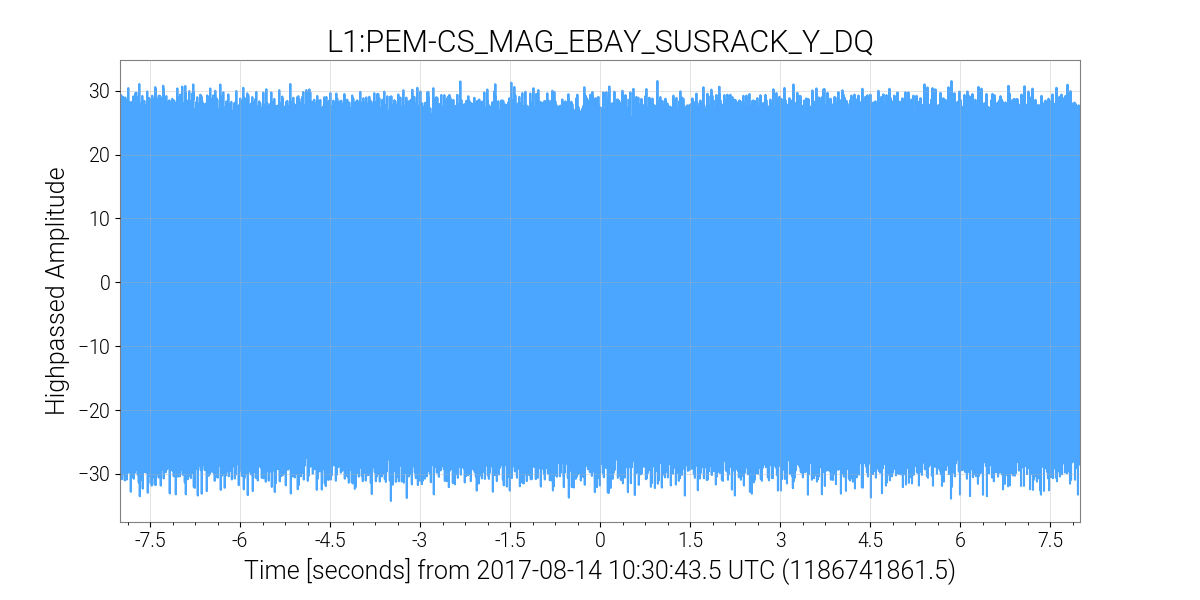 L1:PEM-CS_MAG_EBAY_SUSRACK_Y_DQ
Highpassed Amplitude
30
20
10
0
−10
−20
−30
-7.5 -6 -4.5 -3 -1.5 0 1.5 3 4.5 6 7.5
Time [seconds] from 2017-08-14 10:30:43.5 UTC (1186741861.5)